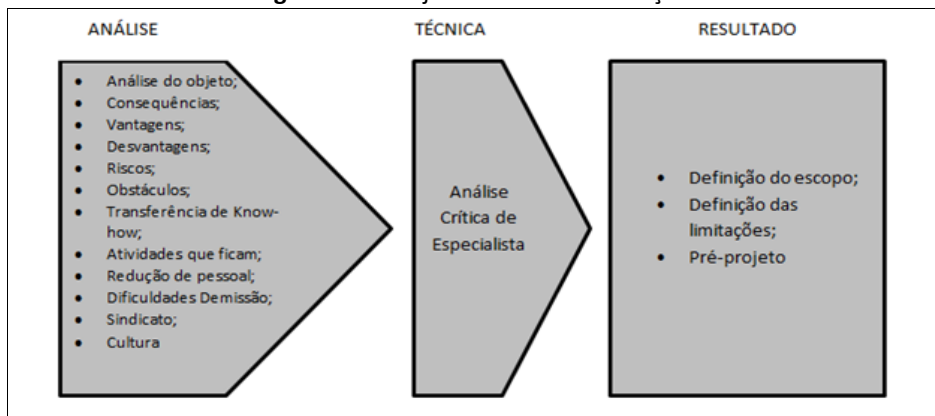 ANÁLISE
TÉCNICA
RESULTADO
• Análise do objeto;
• Consequências;
• Vantagens;
• Desvantagens;
• Riscos;
• Obstáculos;
• Transferência de Know-
how;
• Atividades que ficam;
• Redução de pessoal;
• Dificuldades Demissão;
• Sindicato;
• Cultura
Análise
Crítica de
Especialista
• Definição do escopo;
• Definição das
limitações;
• Pré-projeto